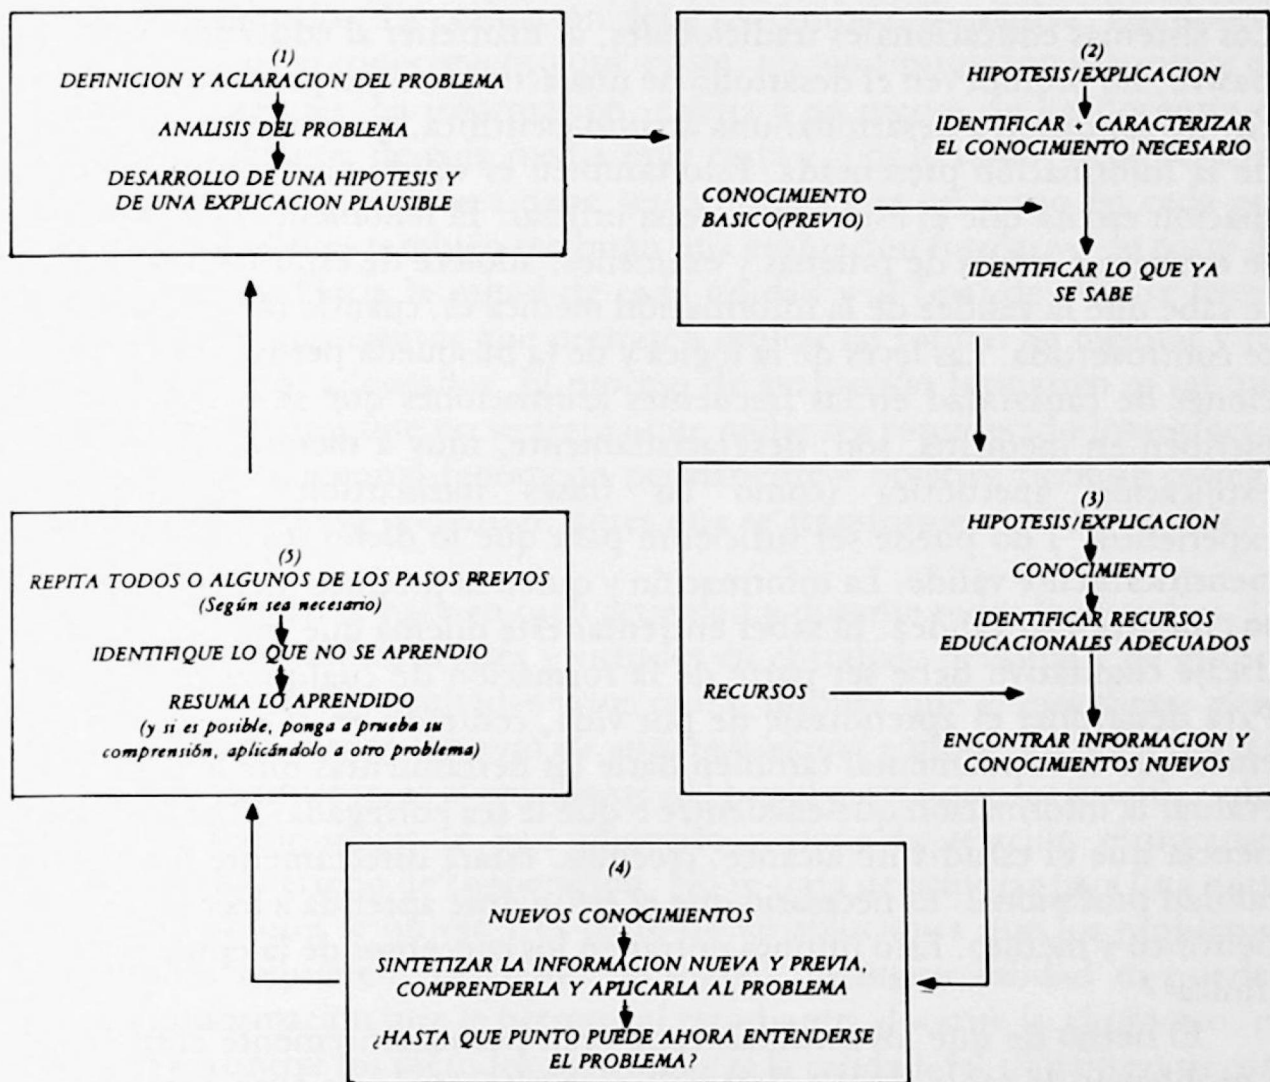 (1)
DEFINICION Y ACLARACION DEL PROBLEMA
ANALISIS DEL PROBLEMA
DESARROLLO DE UNA HIPOTESIS Y
DE UNA EXPLICACION PLAUSIBLE
(2)
HIPOTESIS/EXPLICACION
IDENTIFICAR Y CARACTERIZAR
EL CONOCIMIENTO NECESARIO
CONOCIMIENTO
BASICO(PREVIO)
IDENTIFICAR LO QUE YA
SE SABE
(3)
HIPOTESIS/EXPLICACION
CONOCIMIENTO
IDENTIFICAR RECURSOS
EDUCACIONALES ADECUADOS
RECURSOS
ENCONTRAR INFORMACION Y
CONOCIMIENTOS NUEVOS
(4)
NUEVOS CONOCIMIENTOS
SINTETIZAR LA INFORMACION NUEVA Y PREVIA,
COMPRENDERLA Y APLICARLA AL PROBLEMA
¿HASTA QUE PUNTO PUEDE AHORA ENTENDERSE
EL PROBLEMA?
(5)
REPITA TODOS O ALGUNOS DE LOS PASOS PREVIOS
(Según sea necesario)
IDENTIFIQUE LO QUE NO SE APRENDIO
RESUMA LO APRENDIDO
(y si es posible, ponga a prueba su
comprensión, aplicándolo a otro problema)